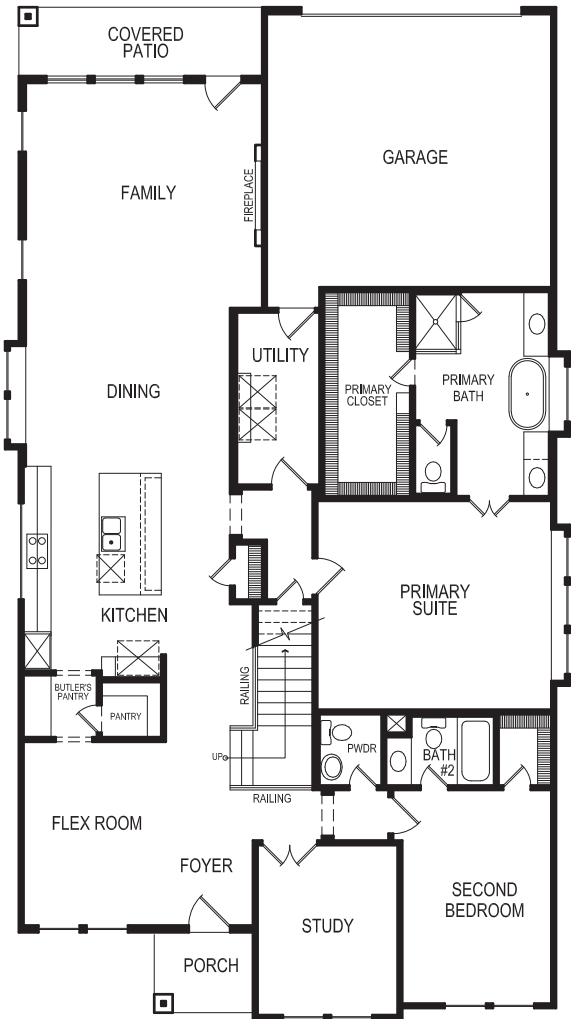 COVERED
PATIO
GARAGE
FAMILY
FIREPLACE
UTILITY
PRIMARY
CLOSET
PRIMARY
BATH
DINING
PRIMARY
SUITE
KITCHEN
BUTLER'S
PANTRY
PANTRY
RAILING
UP
PWDR
BATH
#2
RAILING
FLEX ROOM
FOYER
SECOND
BEDROOM
STUDY
PORCH